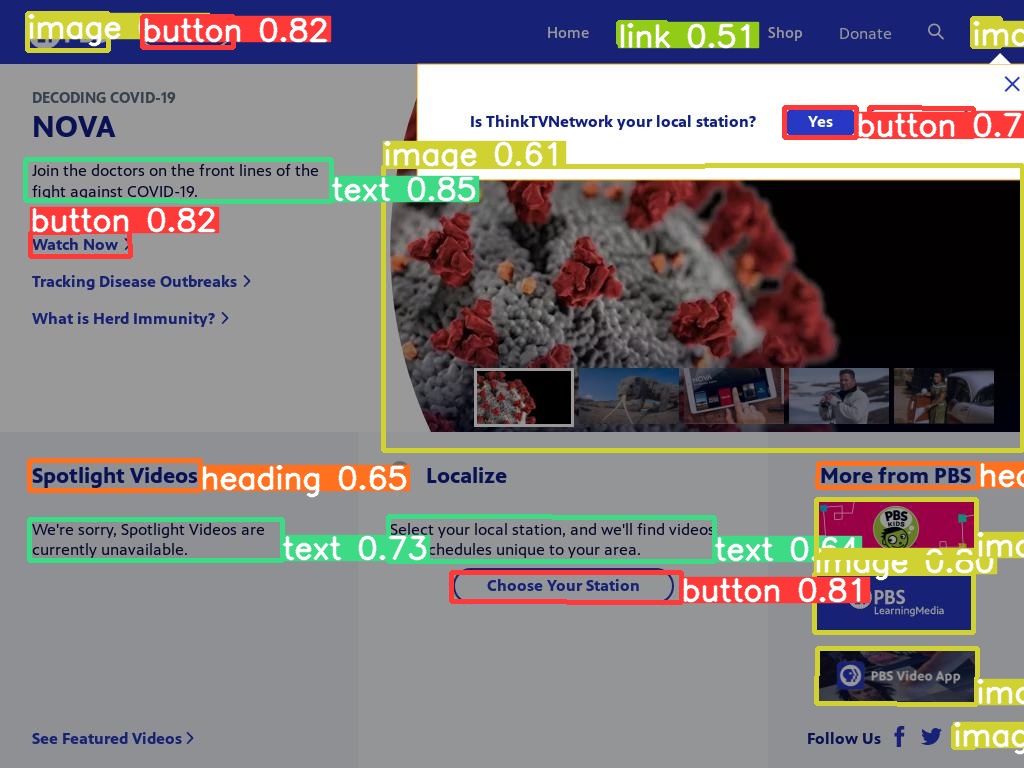 image
button 0.82
Home
link 0.51
Shop
Donate
ima
DECODING COVID-19
NOVA
Is ThinkTVNetwork your local station?
Yes
button 0.7
image 0.61
Join the doctors on the front lines of the
fight against COVID-19.
text 0.85
button 0.82
Watch Now
Tracking Disease Outbreaks
What is Herd Immunity?
NOVA
Spotlight Videos
heading 0.65
Localize
More from PBS
hea
We're sorry, Spotlight Videos are
currently unavailable.
text 0.73
Select your local station, and we'll find videos
chedules unique to your area.
text 0.64
PBS
KIDS
ima
image 0.80
Choose Your Station
button 0.81
PBS
LearningMedia
PBS Video App
ima
See Featured Videos
Follow Us
imag